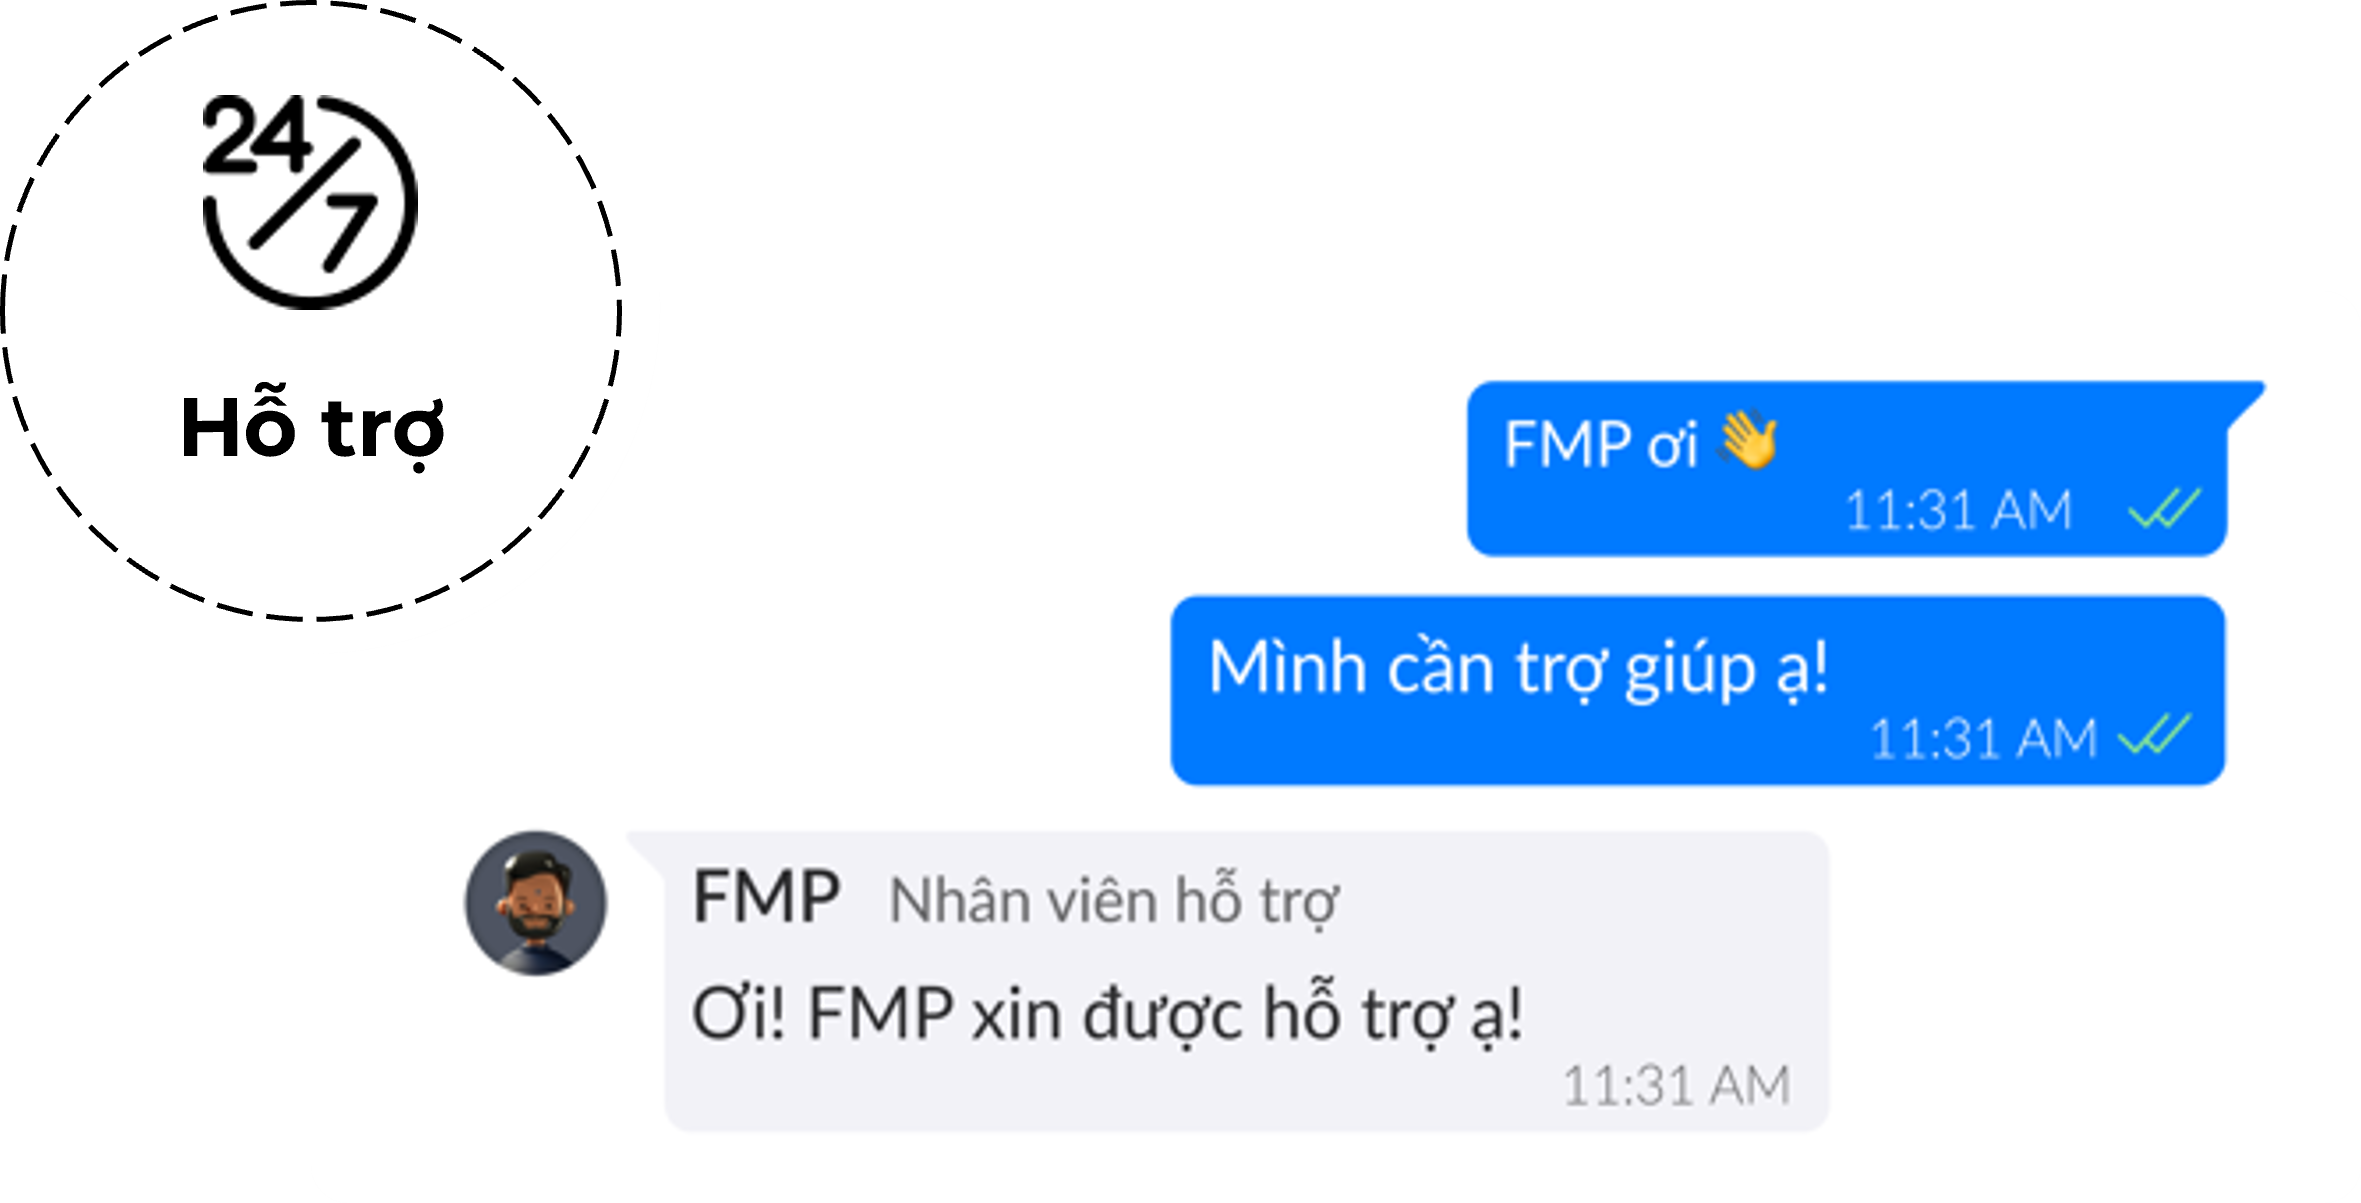 24/7
Hỗ trợ
FMP ơi 👋
11:31 AM
Mình cần trợ giúp ạ!
11:31 AM
FMP Nhân viên hỗ trợ
Ơi! FMP xin được hỗ trợ ạ!
11:31 AM